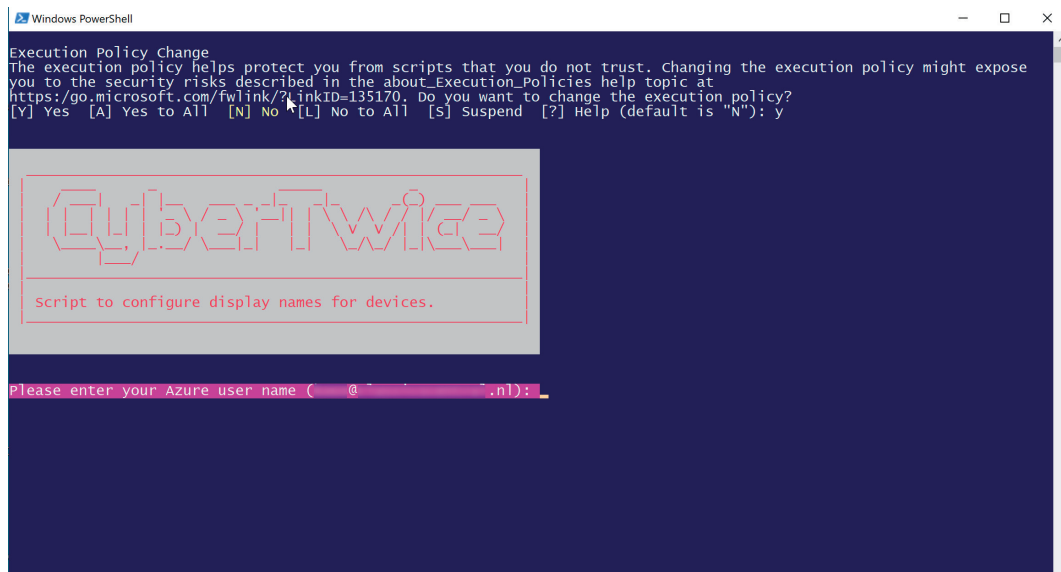 Windows PowerShell
Execution Policy Change
The execution policy helps protect you from scripts that you do not trust. Changing the execution policy might expose
you to the security risks described in the about_Execution_Policies help topic at
https:/go.microsoft.com/fwlink/?LinkID=135170. Do you want to change the execution policy?
[Y] Yes  [A] Yes to All  [N] No  [L] No to All  [S] Suspend  [?] Help (default is "N"): y
CyberTwice
Script to configure display names for devices.
Please enter your Azure user name ( @ .nl):